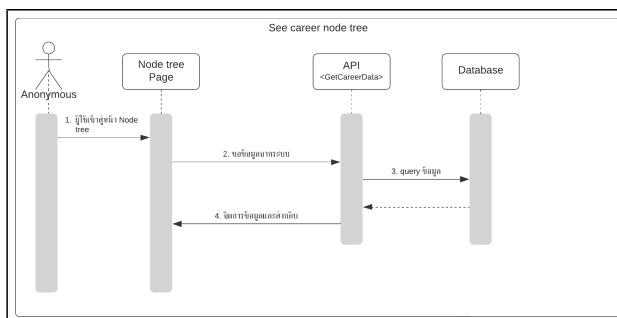 See career node tree
Node tree
Page
API
<GetCareerData>
Database
Anonymous
1. ผู้ใช้เข้าสู่หน้า Node
tree
2. ขอข้อมูลจากระบบ
3. query ข้อมูล
4. จัดการข้อมูลและส่งกลับ